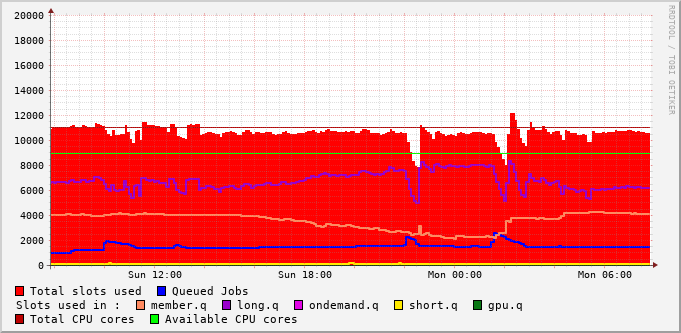 20000
18000
16000
14000
12000
10000
8000
6000
4000
2000
0
Sun 12:00 Sun 18:00 Mon 00:00 Mon 06:00
Total slots used Queued Jobs
Slots used in : member.q long.q ondemand.q short.q gpu.q
Total CPU cores Available CPU cores
RRDTOOL / TOBI OETIKER